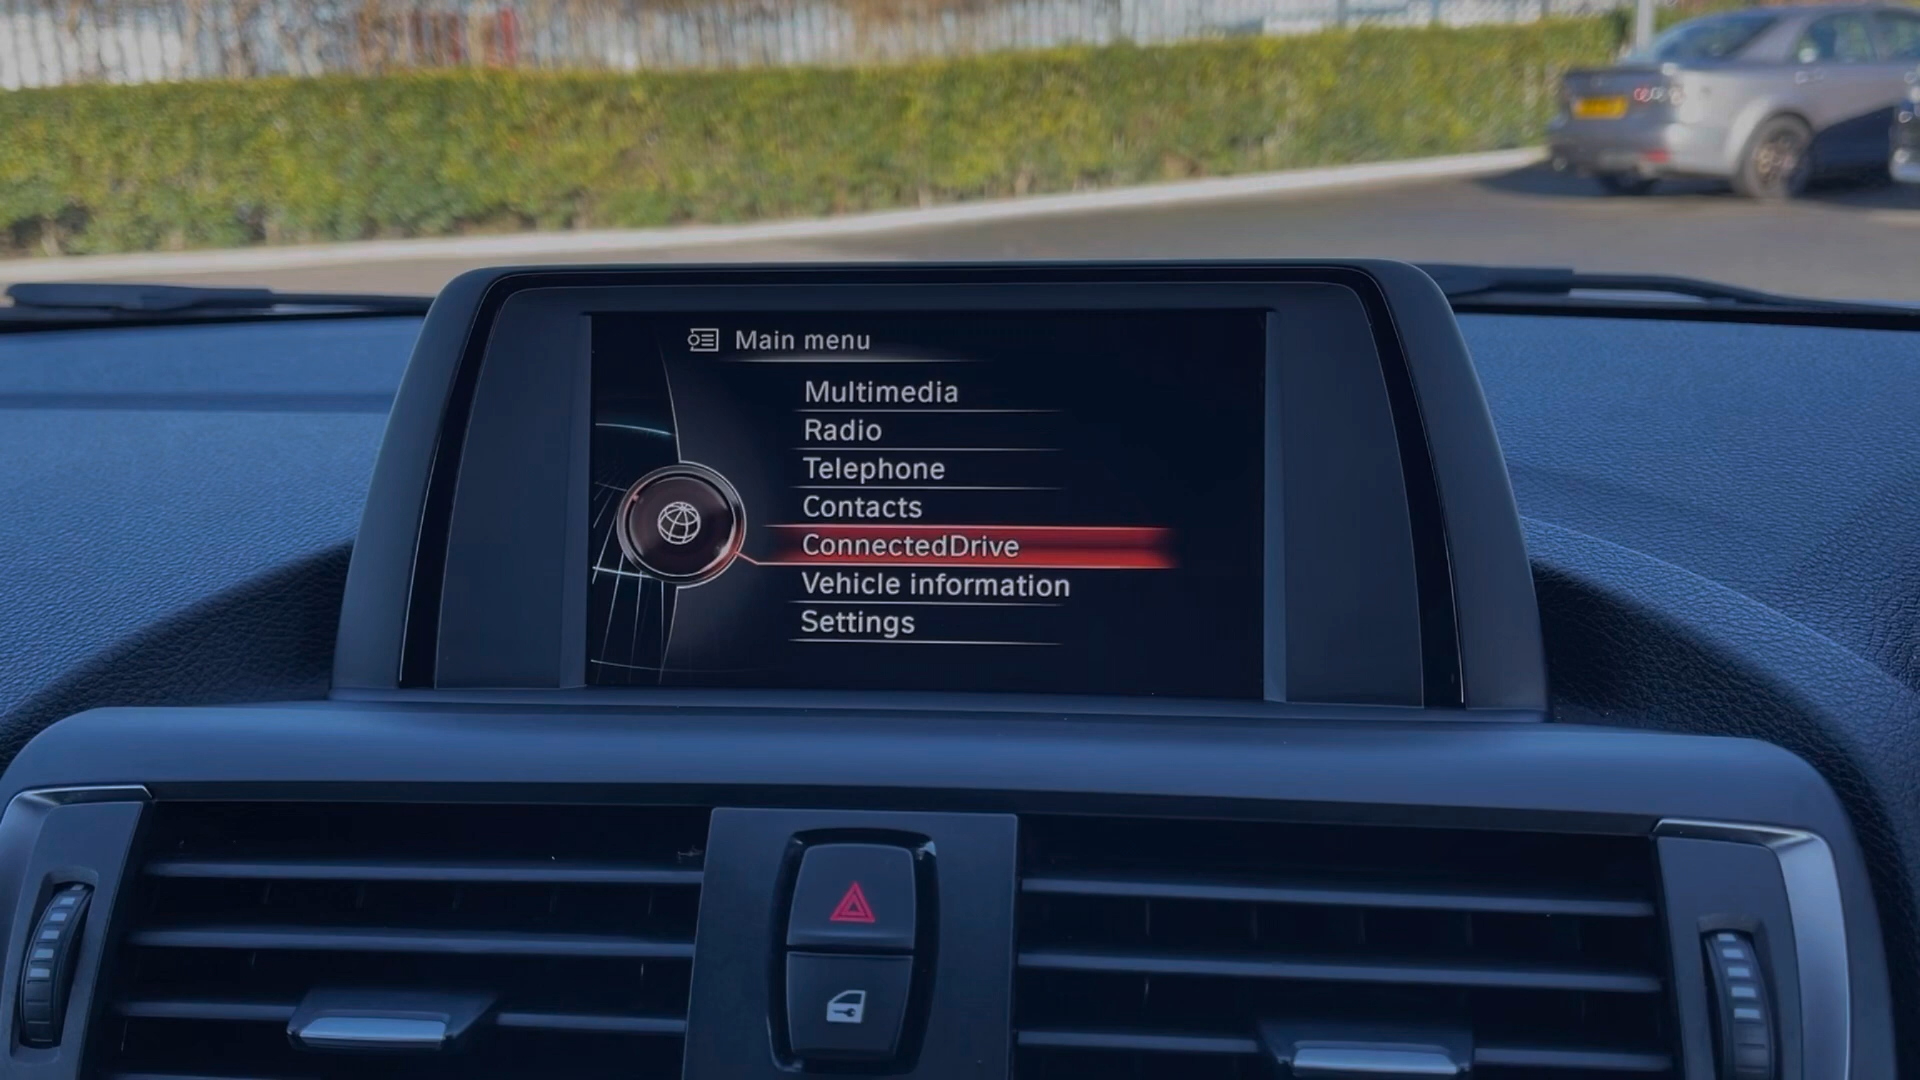 Main menu
Multimedia
Radio
Telephone
Contacts
ConnectedDrive
Vehicle information
Settings